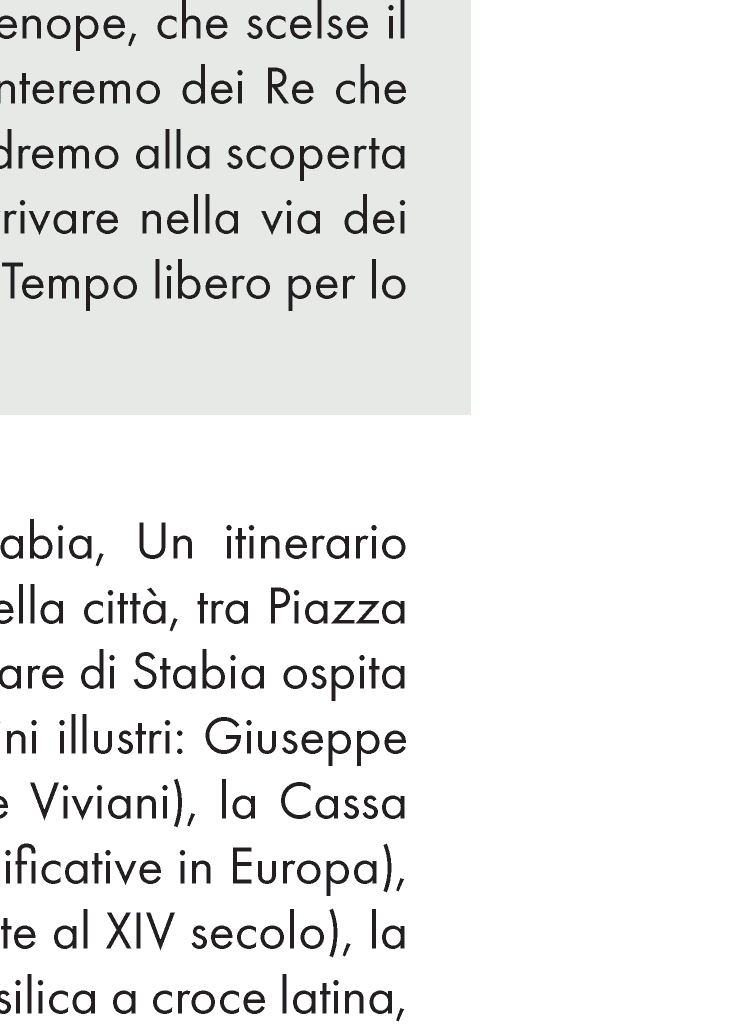 enope, che scelse il
nteremo dei Re che
dremo alla scoperta
rivare nella via dei
Tempo libero per lo
abia, Un itinerario
ella città, tra Piazza
are di Stabia ospita
ni illustri: Giuseppe
e Viviani), la Cassa
ificative in Europa),
te al XIV secolo), la
silica a croce latina,